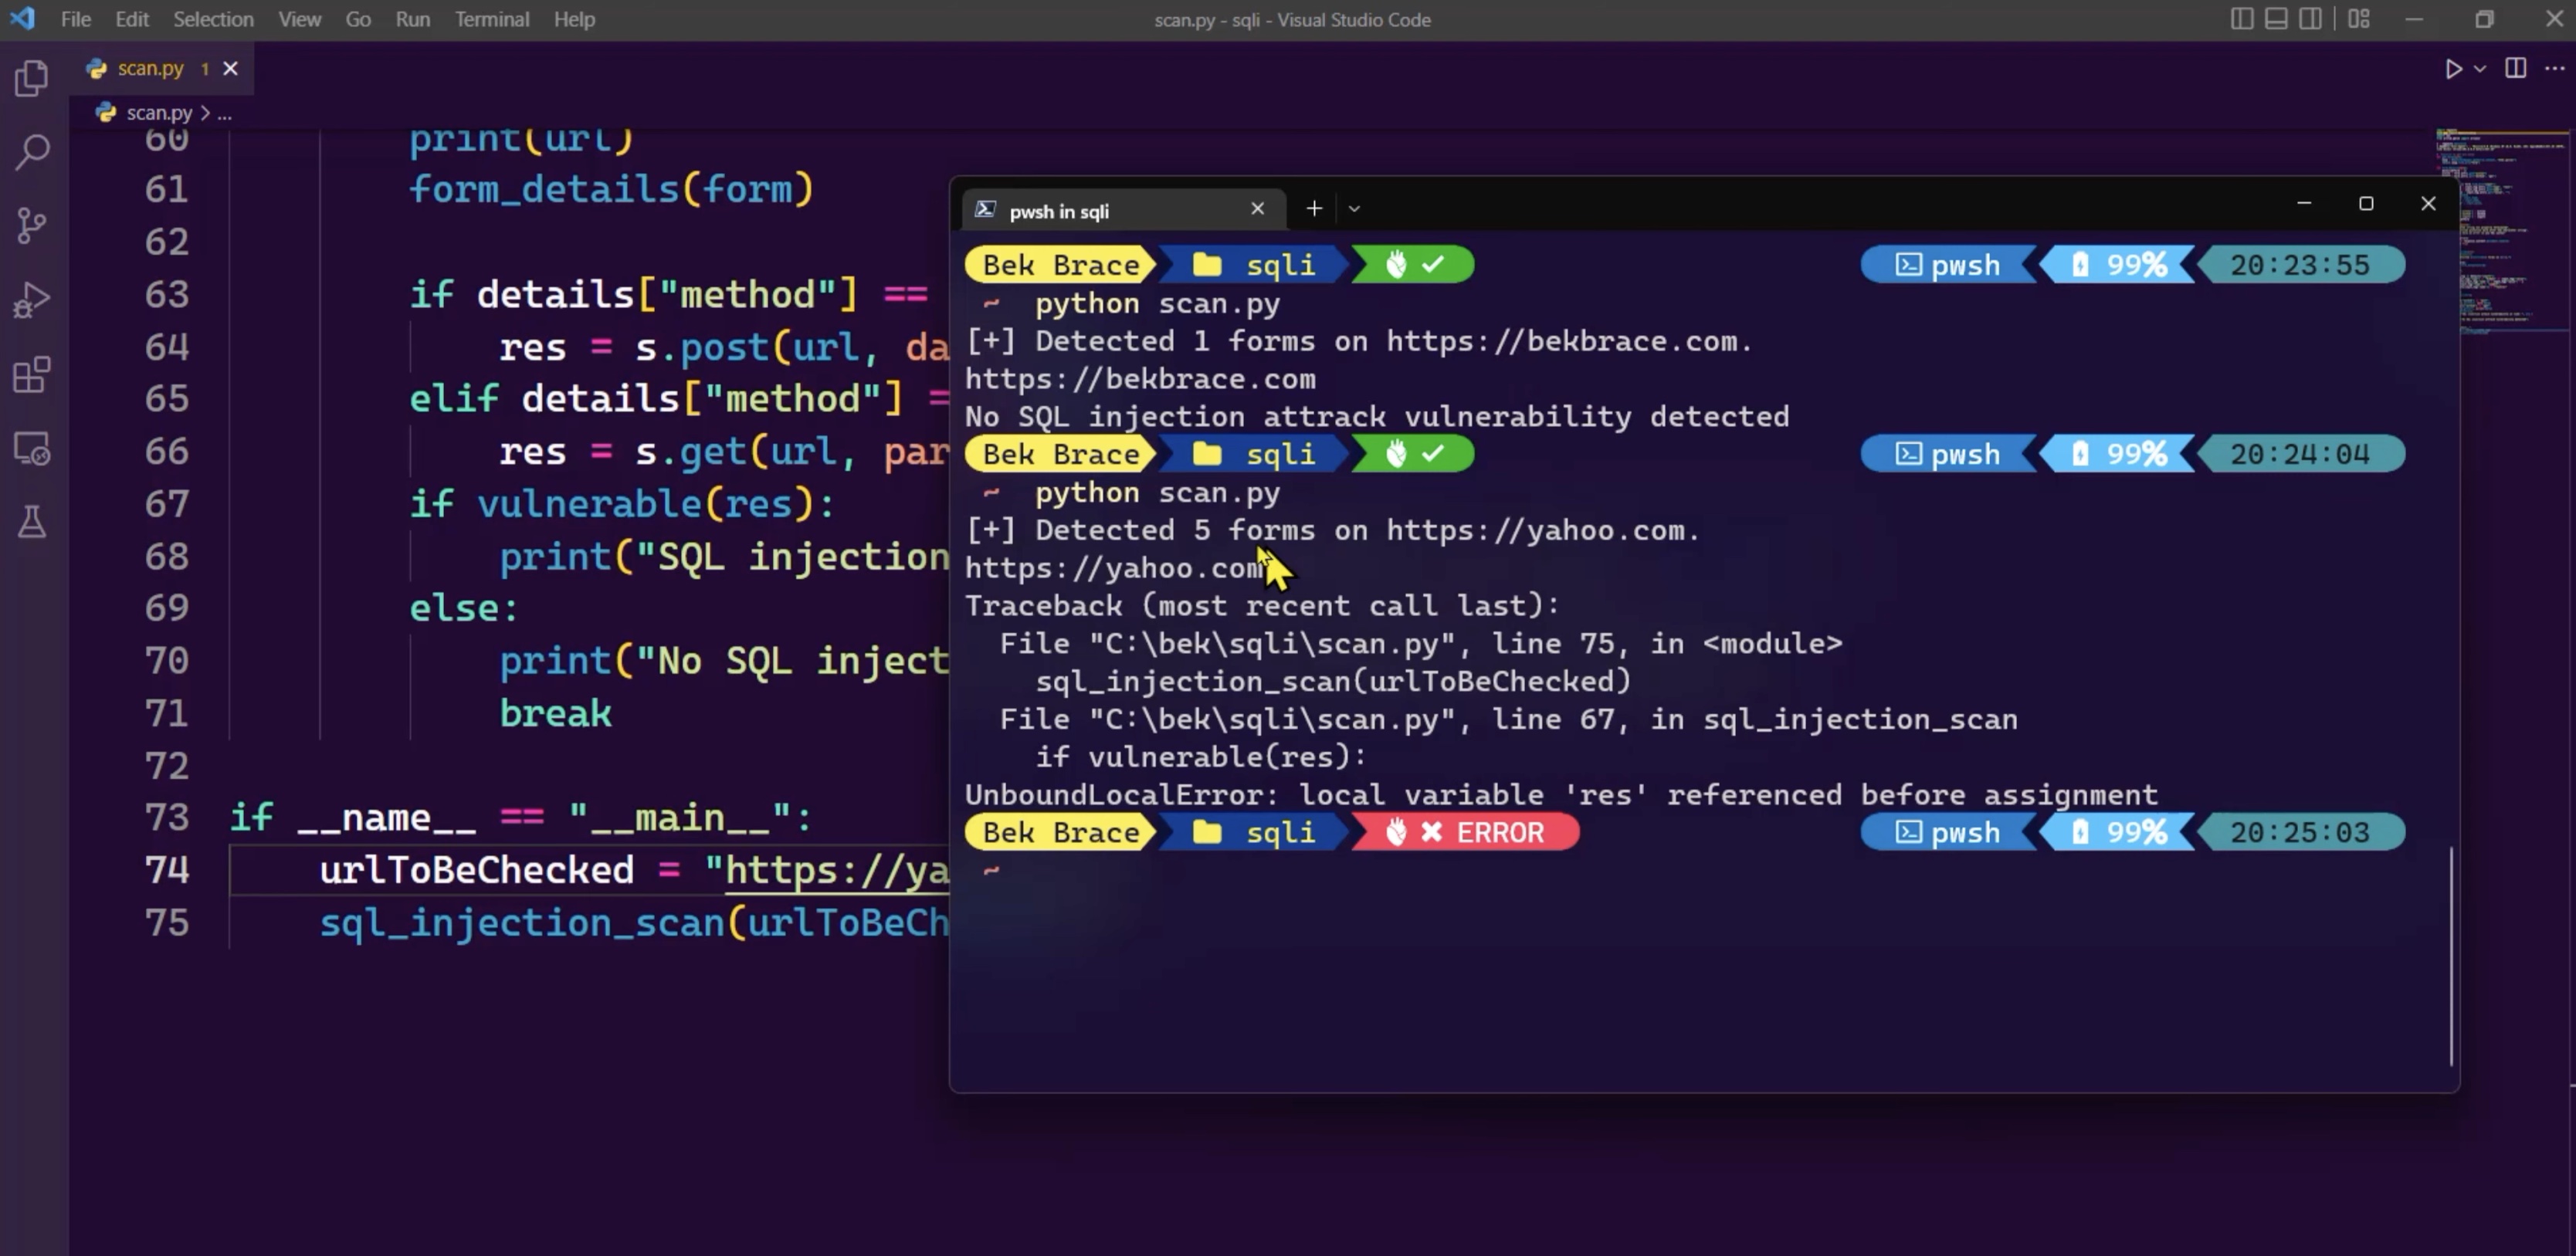 File Edit Selection View Go Run Terminal Help
scan.py - sqli - Visual Studio Code
scan.py 1
scan.py > ...
60 print(url)
61 form_details(form)
62
63 if details["method"] ==
64 res = s.post(url, da
65 elif details["method"] =
66 res = s.get(url, par
67 if vulnerable(res):
68 print("SQL injection
69 else:
70 print("No SQL inject
71 break
72
73 if __name__ == "__main__":
74 urlToBeChecked = "https://ya
75 sql_injection_scan(urlToBeCh
pwsh in sqli
Bek Brace sqli pwsh 99% 20:23:55
~ python scan.py
[+] Detected 1 forms on https://bekbrace.com.
https://bekbrace.com
No SQL injection attrack vulnerability detected
Bek Brace sqli pwsh 99% 20:24:04
~ python scan.py
[+] Detected 5 forms on https://yahoo.com.
https://yahoo.com
Traceback (most recent call last):
File "C:\bek\sqli\scan.py", line 75, in <module>
sql_injection_scan(urlToBeChecked)
File "C:\bek\sqli\scan.py", line 67, in sql_injection_scan
if vulnerable(res):
UnboundLocalError: local variable 'res' referenced before assignment
Bek Brace sqli ERROR pwsh 99% 20:25:03
~